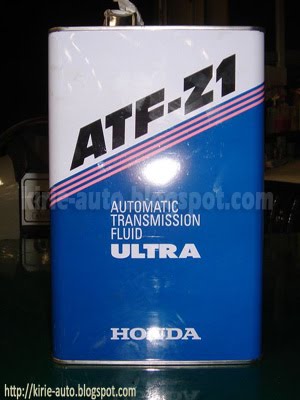 ATF-Z1
kirie-auto.blogspot.com
AUTOMATIC
TRANSMISSION
FLUID
ULTRA
HONDA
http://kirie-auto.blogspot.com